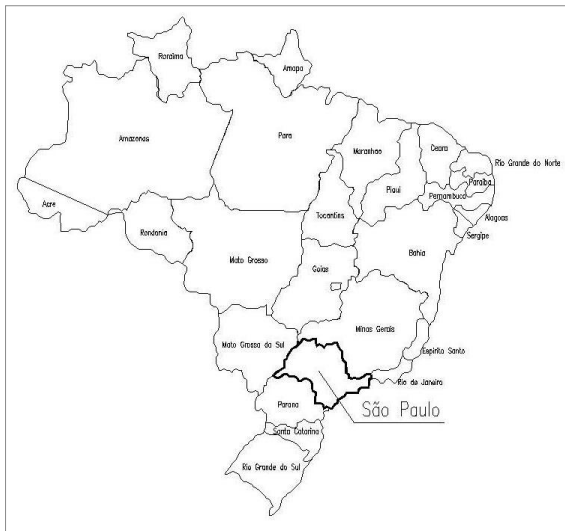 Roraima
Amapa
Amazonas
Para
Maranhao
Ceara
Rio Grande do Norte
Paraiba
Piaui
Pernambuco
Acre
Alagoas
Tocantins
Sergipe
Rondania
Mato Grosso
Goias
Bahia
Minas Gerais
Mato Grossa do Sul
Espirito Santo
Rio de Janeiro
Parana
São Paulo
Santa Catarina
Rio Grande do Sul